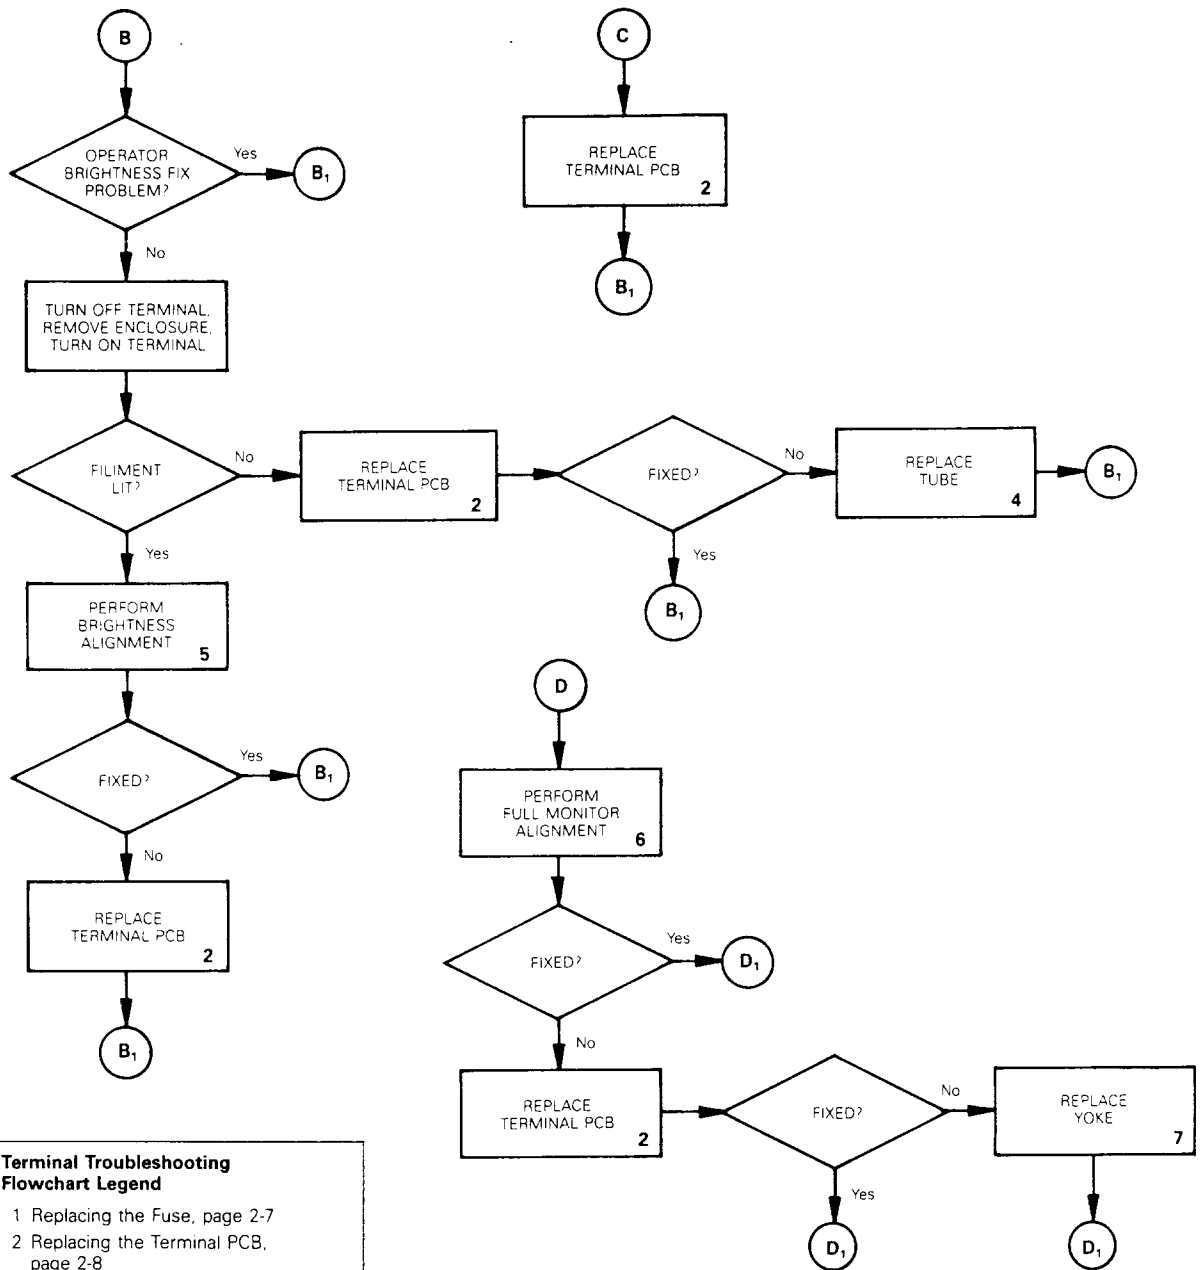 B
OPERATOR
BRIGHTNESS FIX
PROBLEM?
Yes
B₁
No
TURN OFF TERMINAL,
REMOVE ENCLOSURE,
TURN ON TERMINAL
FILIMENT
LIT?
No
REPLACE
TERMINAL PCB
2
FIXED?
No
REPLACE
TUBE
4
B₁
Yes
B₁
Yes
PERFORM
BRIGHTNESS
ALIGNMENT
5
FIXED?
Yes
B₁
No
REPLACE
TERMINAL PCB
2
B₁
C
REPLACE
TERMINAL PCB
2
B₁
D
PERFORM
FULL MONITOR
ALIGNMENT
6
FIXED?
Yes
D₁
No
REPLACE
TERMINAL PCB
2
FIXED?
No
REPLACE
YOKE
7
D₁
Yes
D₁
Terminal Troubleshooting
Flowchart Legend
1 Replacing the Fuse, page 2-7
2 Replacing the Terminal PCB,
page 2-8